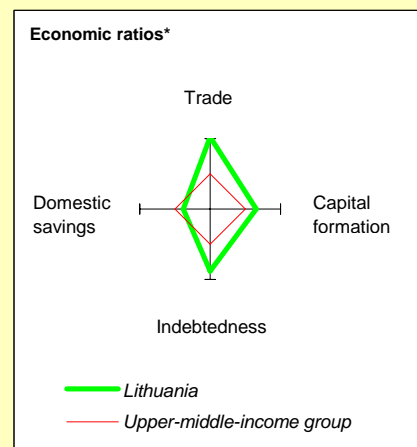 Economic ratios*
Trade
Domestic
savings
Capital
formation
Indebtedness
Lithuania
Upper-middle-income group